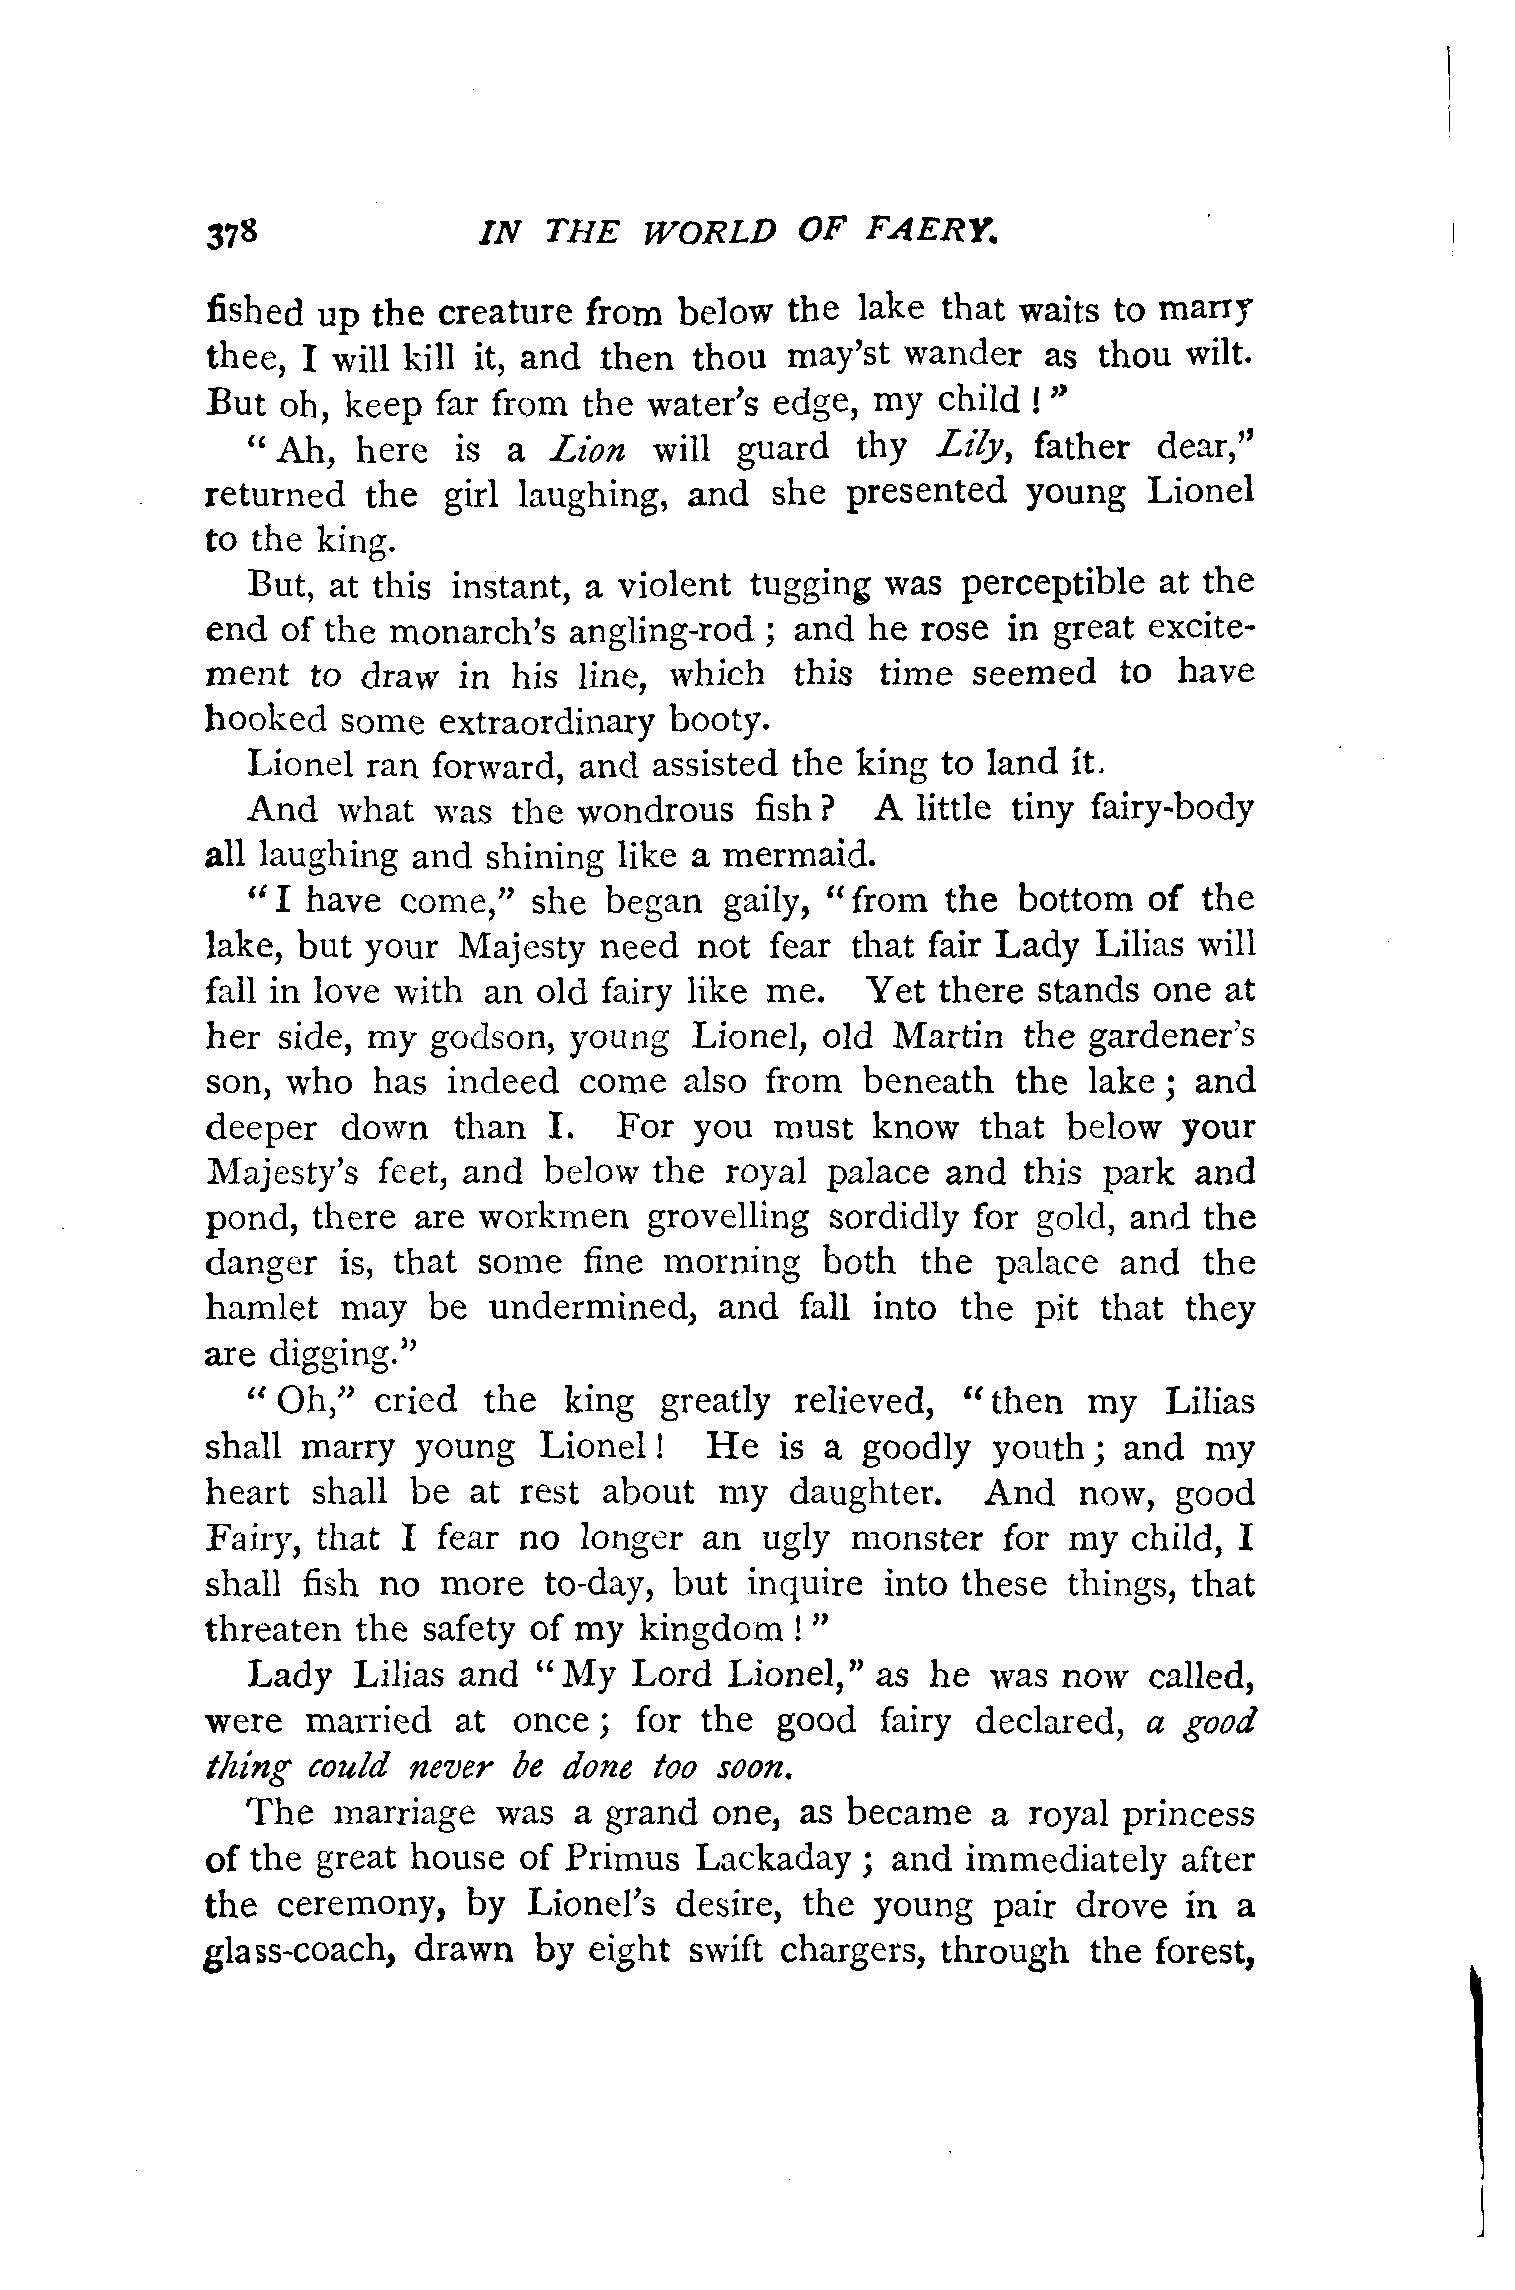 378 IN THE WORLD OF FAERY.
fished up the creature from below the lake that waits to marry
thee, I will kill it, and then thou may'st wander as thou wilt.
But oh, keep far from the water's edge, my child ! ”
“ Ah, here is a Lion will guard thy Lily, father dear,”
returned the girl laughing, and she presented young Lionel
to the king.
But, at this instant, a violent tugging was perceptible at the
end of the monarch's angling-rod ; and he rose in great excite-
ment to draw in his line, which this time seemed to have
hooked some extraordinary booty.
Lionel ran forward, and assisted the king to land it.
And what was the wondrous fish ? A little tiny fairy-body
all laughing and shining like a mermaid.
“ I have come,” she began gaily, “ from the bottom of the
lake, but your Majesty need not fear that fair Lady Lilias will
fall in love with an old fairy like me. Yet there stands one at
her side, my godson, young Lionel, old Martin the gardener's
son, who has indeed come also from beneath the lake ; and
deeper down than I. For you must know that below your
Majesty's feet, and below the royal palace and this park and
pond, there are workmen grovelling sordidly for gold, and the
danger is, that some fine morning both the palace and the
hamlet may be undermined, and fall into the pit that they
are digging.”
“ Oh,” cried the king greatly relieved, “ then my Lilias
shall marry young Lionel ! He is a goodly youth ; and my
heart shall be at rest about my daughter. And now, good
Fairy, that I fear no longer an ugly monster for my child, I
shall fish no more to-day, but inquire into these things, that
threaten the safety of my kingdom ! ”
Lady Lilias and “ My Lord Lionel,” as he was now called,
were married at once ; for the good fairy declared, a good
thing could never be done too soon.
The marriage was a grand one, as became a royal princess
of the great house of Primus Lackaday ; and immediately after
the ceremony, by Lionel's desire, the young pair drove in a
glass-coach, drawn by eight swift chargers, through the forest,